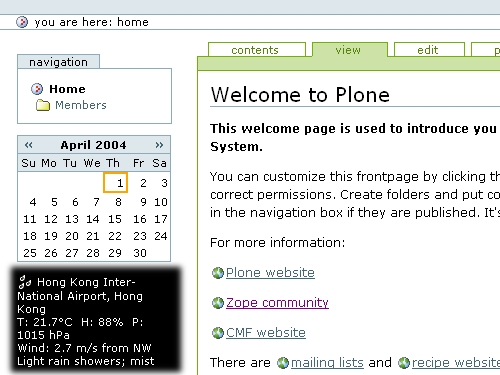 you are here: home
navigation
Home
Members
« April 2004 »
Su Mo Tu We Th Fr Sa
1 2 3
4 5 6 7 8 9 10
11 12 13 14 15 16 17
18 19 20 21 22 23 24
25 26 27 28 29 30
Hong Kong Inter-
National Airport, Hong
Kong
T: 21.7°C H: 88% P:
1015 hPa
Wind: 2.7 m/s from NW
Light rain showers; mist
contents view edit p
Welcome to Plone
This welcome page is used to introduce you
System.
You can customize this frontpage by clicking th
correct permissions. Create folders and put co
in the navigation box if they are published. It's
For more information:
Plone website
Zope community
CMF website
There are mailing lists and recipe website